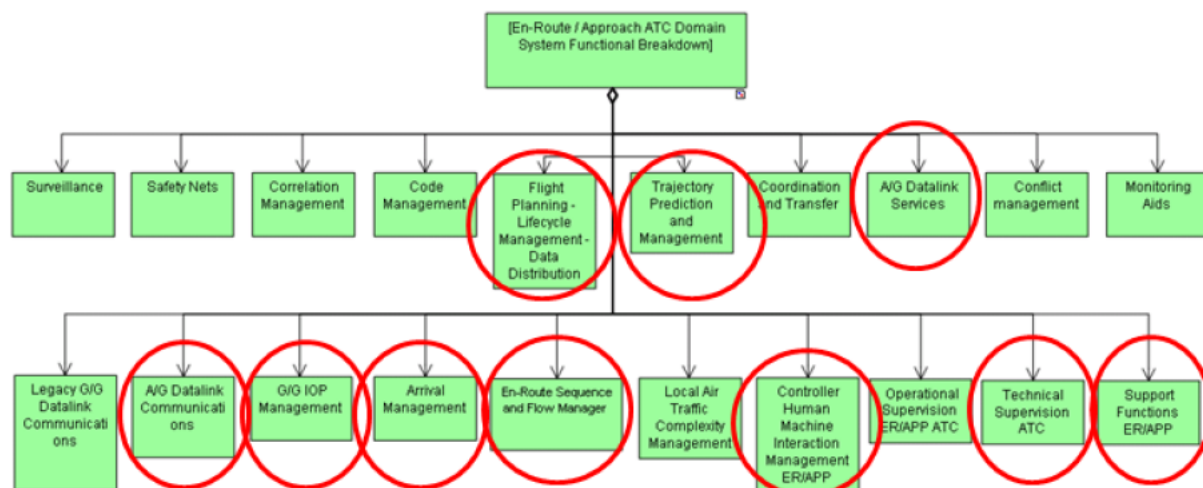 [En-Route / Approach ATC Domain
System Functional Breakdown]
Surveillance
Safety Nets
Correlation
Management
Code
Management
Flight
Planning -
Lifecycle
Management -
Data
Distribution
Trajectory
Prediction
and
Management
Coordination
and Transfer
A/G Datalink
Services
Conflict
management
Monitoring
Aids
Legacy G/G
Datalink
Communicati
ons
A/G Datalink
Communicati
ons
G/G IOP
Management
Arrival
Management
En-Route Sequence
and Flow Manager
Local Air
Traffic
Complexity
Management
Controller
Human
Machine
Interaction
Management
ER/APP
Operational
Supervision
ER/APP ATC
Technical
Supervision
ATC
Support
Functions
ER/APP